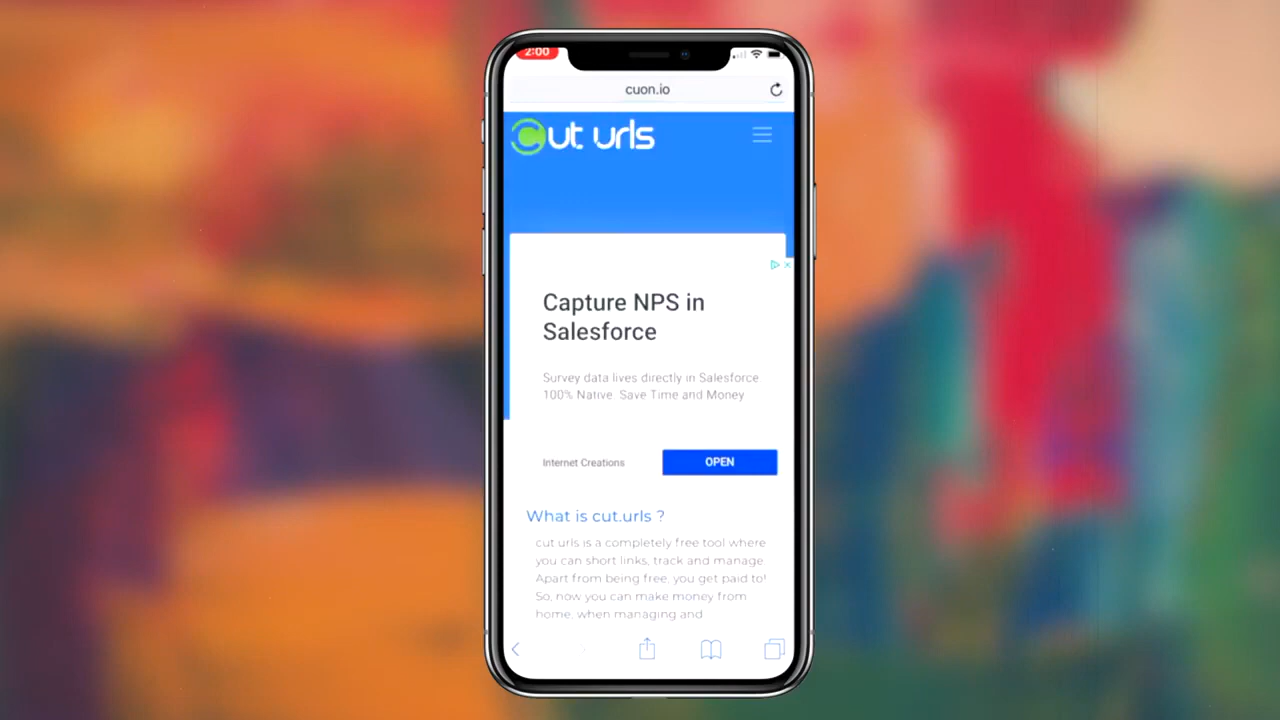 2:00
cuon.io
cut urls
Capture NPS in
Salesforce
Survey data lives directly in Salesforce.
100% Native. Save Time and Money
Internet Creations
OPEN
What is cut.urls ?
cut urls is a completely free tool where
you can short links, track and manage.
Apart from being free, you get paid to!
So, now you can make money from
home, when managing and